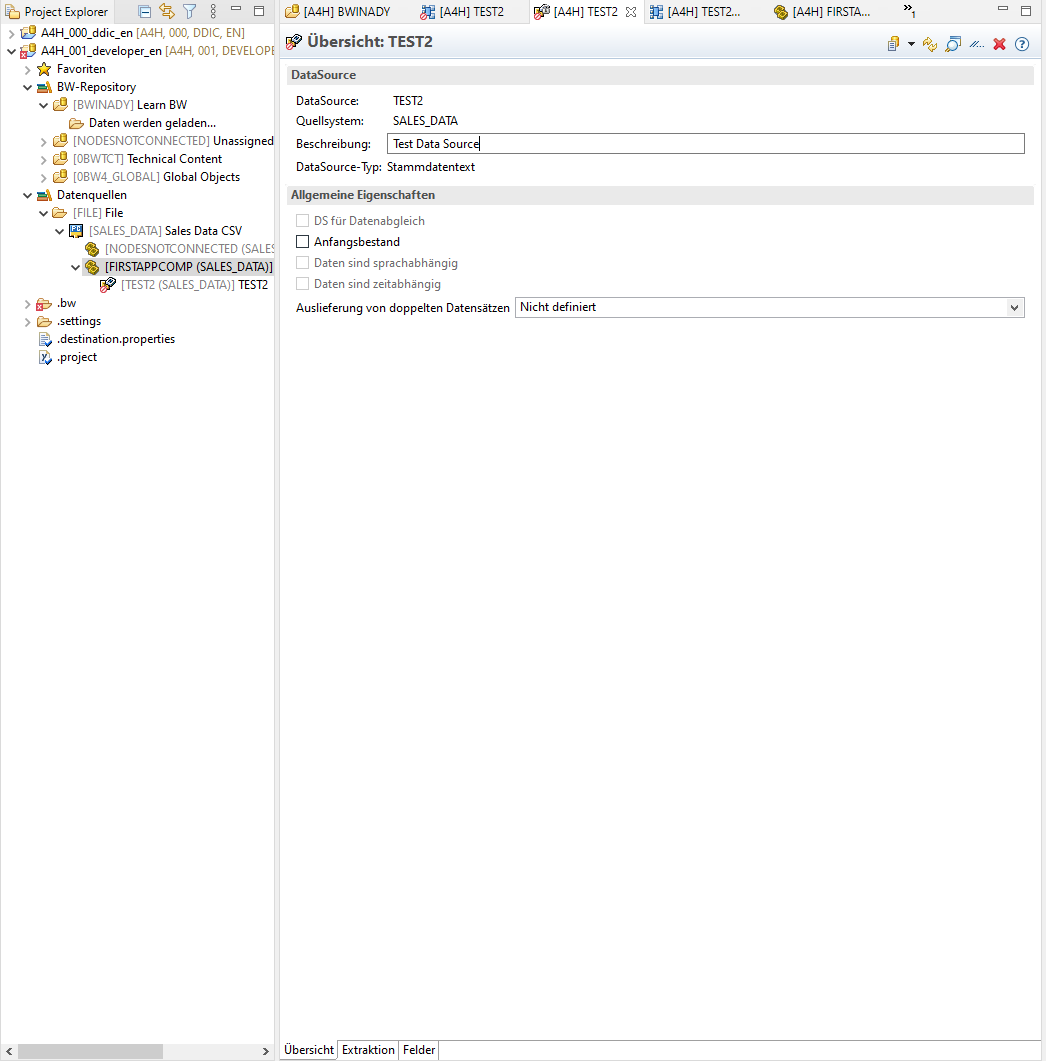 Project Explorer
A4H_000_ddic_en [A4H, 000, DDIC, EN]
A4H_001_developer_en [A4H, 001, DEVELOPE
Favoriten
BW-Repository
[BWINADY] Learn BW
Daten werden geladen...
[NODESNOTCONNECTED] Unassigned
[0BWTCT] Technical Content
[0BW4_GLOBAL] Global Objects
Datenquellen
[FILE] File
[SALES_DATA] Sales Data CSV
[NODESNOTCONNECTED (SALES
[FIRSTAPPCOMP (SALES_DATA)]
[TEST2 (SALES_DATA)] TEST2
.bw
.settings
.destination.properties
.project
[A4H] BWINADY
[A4H] TEST2
[A4H] TEST2
[A4H] TEST2...
[A4H] FIRSTA...
»1
Übersicht: TEST2
DataSource
DataSource: TEST2
Quellsystem: SALES_DATA
Beschreibung: Test Data Source
DataSource-Typ: Stammdatentext
Allgemeine Eigenschaften
DS für Datenabgleich
Anfangsbestand
Daten sind sprachabhängig
Daten sind zeitabhängig
Auslieferung von doppelten Datensätzen Nicht definiert
Übersicht Extraktion Felder